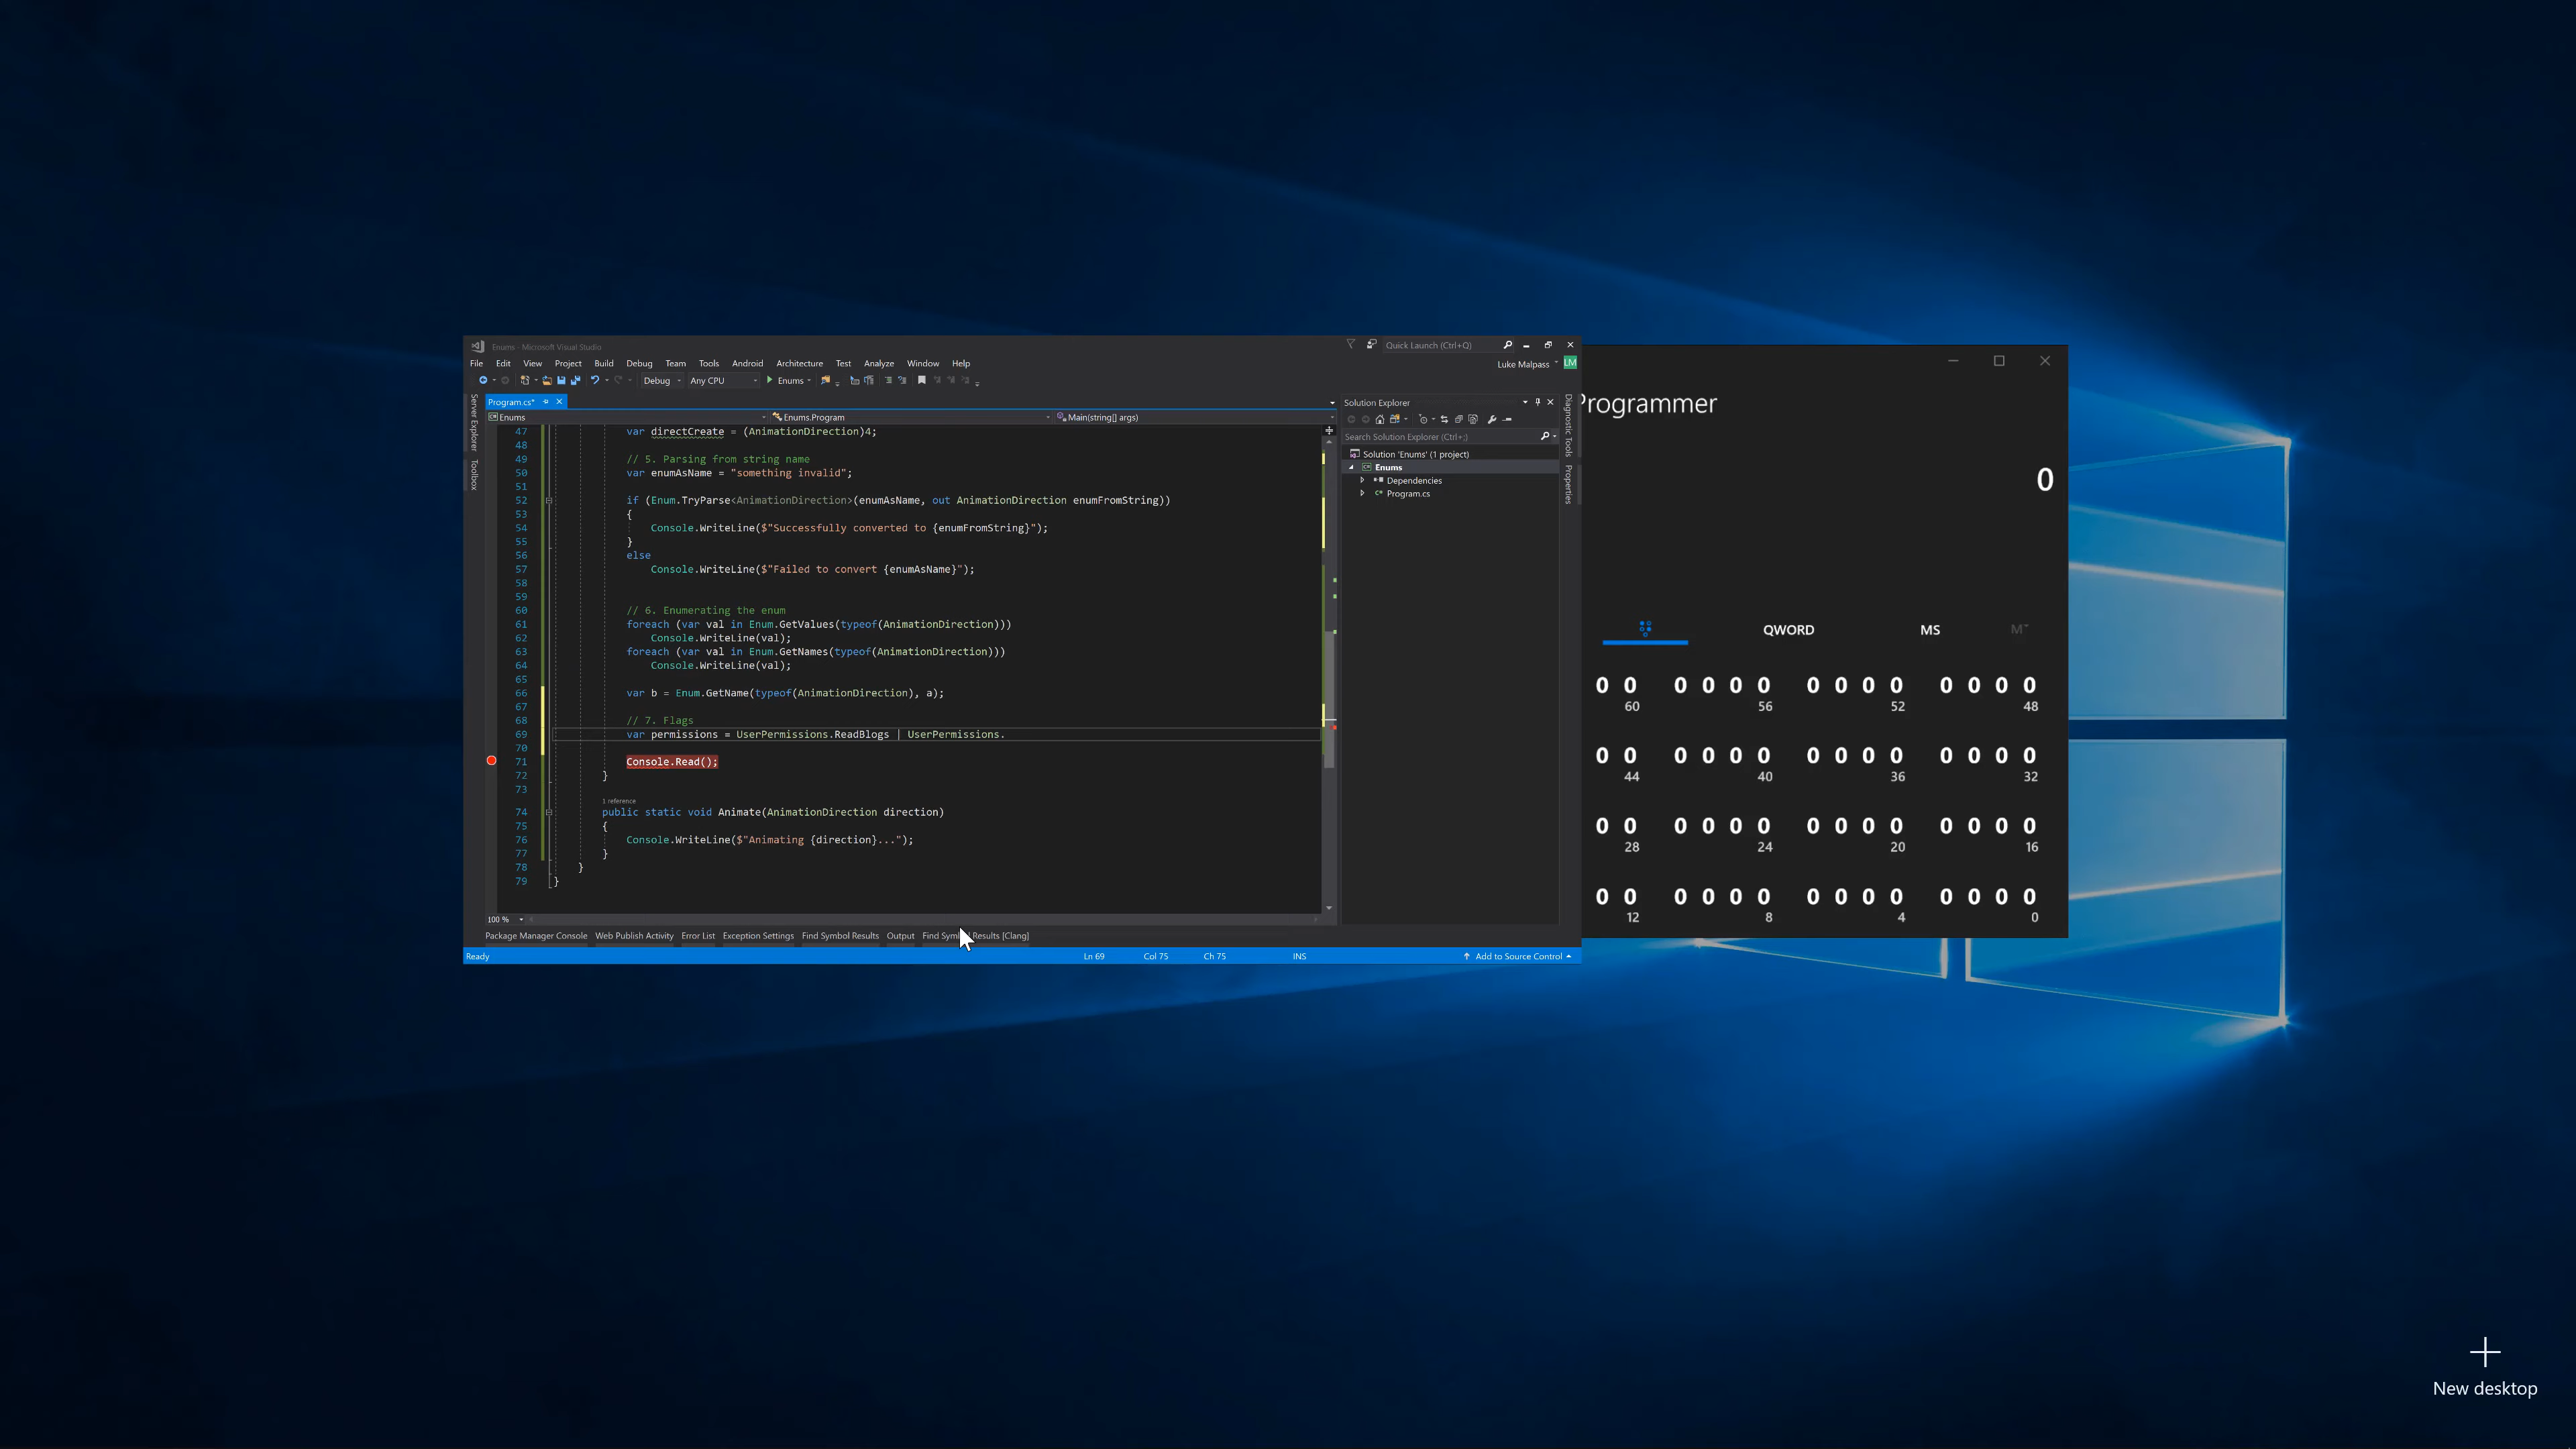 Enums - Microsoft Visual Studio
Quick Launch (Ctrl+Q)
File Edit View Project Build Debug Team Tools Android Architecture Test Analyze Window Help
Luke Malpass LM
Debug Any CPU Enums
Server Explorer
Toolbox
Program.cs*
Enums Enums.Program Main(string[] args)
47 var directCreate = (AnimationDirection)4;
48
49 // 5. Parsing from string name
50 var enumAsName = "something invalid";
51
52 if (Enum.TryParse<AnimationDirection>(enumAsName, out AnimationDirection enumFromString))
53 {
54 Console.WriteLine($"Successfully converted to {enumFromString}");
55 }
56 else
57 Console.WriteLine($"Failed to convert {enumAsName}");
58
59
60 // 6. Enumerating the enum
61 foreach (var val in Enum.GetValues(typeof(AnimationDirection)))
62 Console.WriteLine(val);
63 foreach (var val in Enum.GetNames(typeof(AnimationDirection)))
64 Console.WriteLine(val);
65
66 var b = Enum.GetName(typeof(AnimationDirection), a);
67
68 // 7. Flags
69 var permissions = UserPermissions.ReadBlogs | UserPermissions.
70
71 Console.Read();
72 }
73
1 reference
74 public static void Animate(AnimationDirection direction)
75 {
76 Console.WriteLine($"Animating {direction}...");
77 }
78 }
79 }
100 %
Package Manager Console Web Publish Activity Error List Exception Settings Find Symbol Results Output Find Symbol Results [Clang]
Ready Ln 69 Col 75 Ch 75 INS Add to Source Control
Solution Explorer
Search Solution Explorer (Ctrl+;)
Solution 'Enums' (1 project)
Enums
Dependencies
Program.cs
Diagnostic Tools
Properties
Programmer
0
QWORD MS M
0 0 0 0 0 0 0 0 0 0 0 0 0 0
60 56 52 48
0 0 0 0 0 0 0 0 0 0 0 0 0 0
44 40 36 32
0 0 0 0 0 0 0 0 0 0 0 0 0 0
28 24 20 16
0 0 0 0 0 0 0 0 0 0 0 0 0 0
12 8 4 0
New desktop